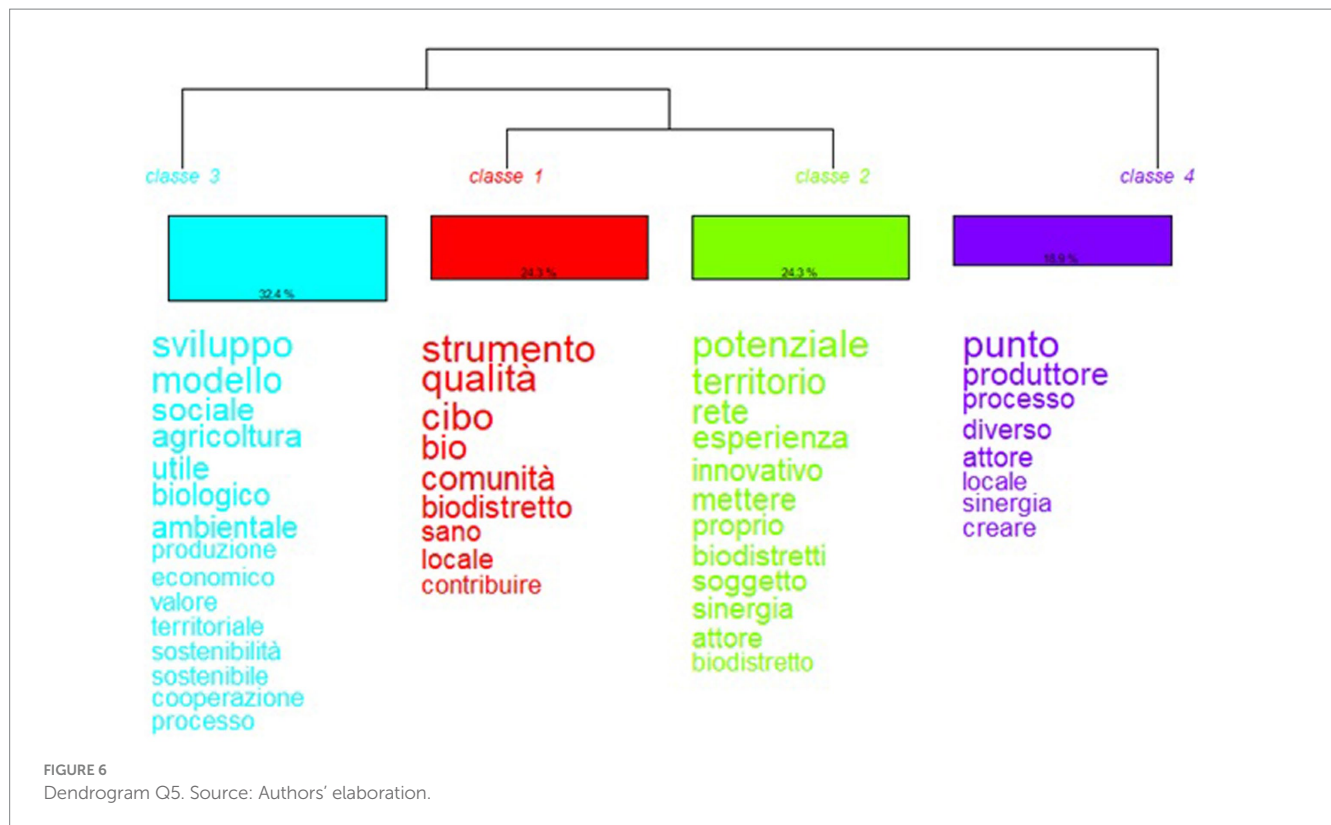 classe 3
classe 1
classe 2
classe 4
32.4 %
24.3 %
24.3 %
18.9 %
sviluppo
modello
sociale
agricoltura
utile
biologico
ambientale
produzione
economico
valore
territoriale
sostenibilità
sostenibile
cooperazione
processo
strumento
qualità
cibo
bio
comunità
biodistretto
sano
locale
contribuire
potenziale
territorio
rete
esperienza
innovativo
mettere
proprio
biodistretti
soggetto
sinergia
attore
biodistretto
punto
produttore
processo
diverso
attore
locale
sinergia
creare
FIGURE 6
Dendrogram Q5. Source: Authors’ elaboration.